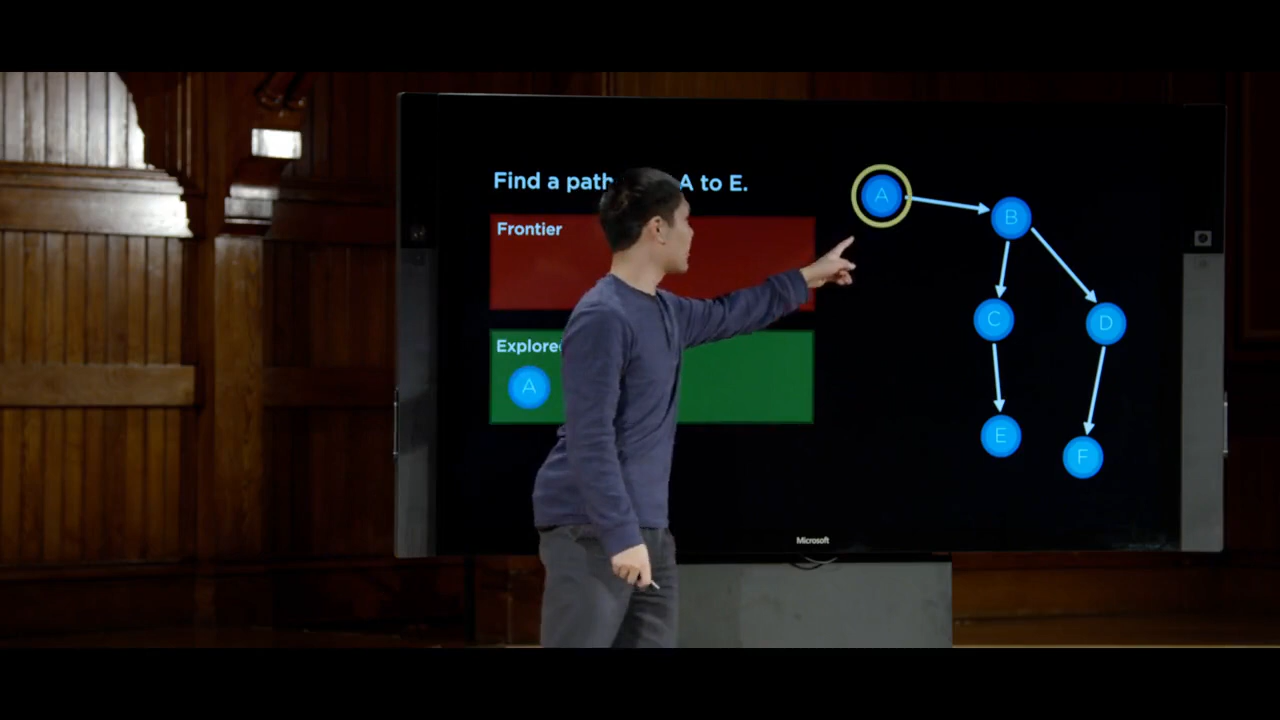 Find a path A to E.
Frontier
Explore
A
A
B
C
D
E
F
Microsoft